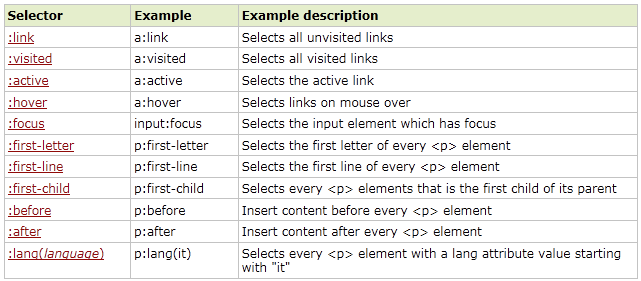 Selector Example Example description
:link a:link Selects all unvisited links
:visited a:visited Selects all visited links
:active a:active Selects the active link
:hover a:hover Selects links on mouse over
:focus input:focus Selects the input element which has focus
:first-letter p:first-letter Selects the first letter of every <p> element
:first-line p:first-line Selects the first line of every <p> element
:first-child p:first-child Selects every <p> elements that is the first child of its parent
:before p:before Insert content before every <p> element
:after p:after Insert content after every <p> element
:lang(language) p:lang(it) Selects every <p> element with a lang attribute value starting
with "it"